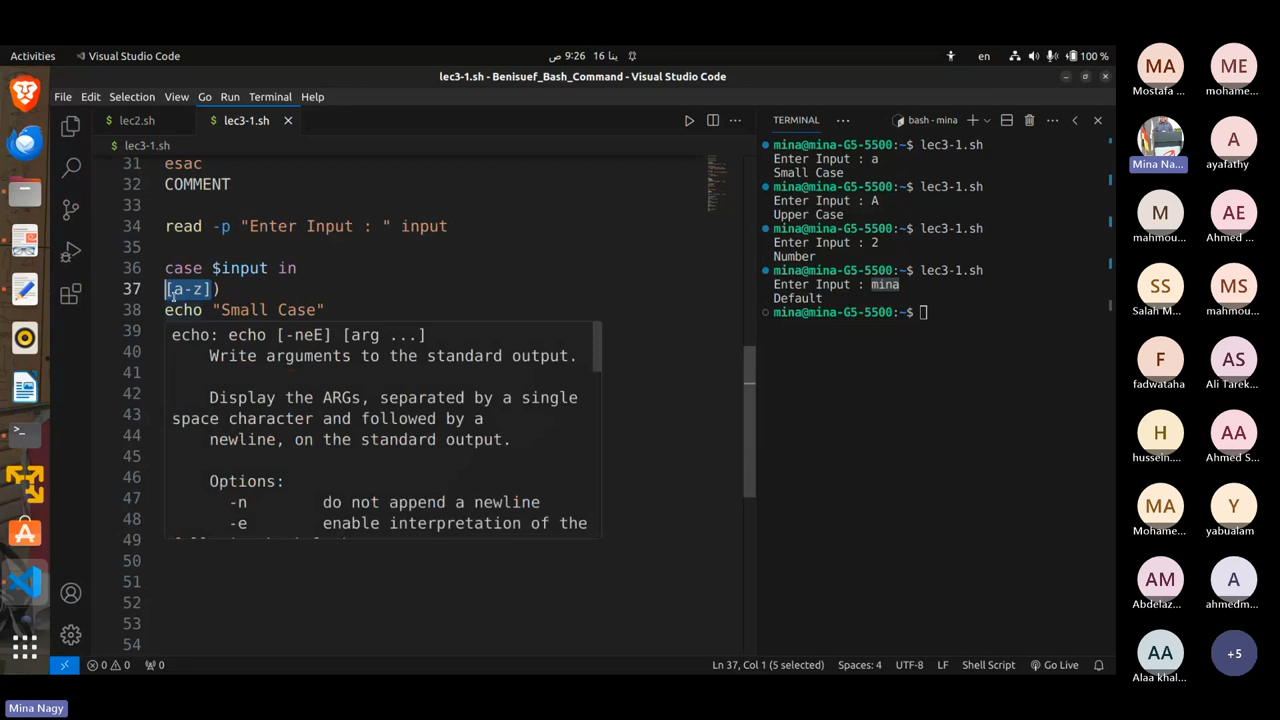 Activities
Visual Studio Code
ص 9:26 16 ينا
en
100 %
lec3-1.sh - Benisuef_Bash_Command - Visual Studio Code
File Edit Selection View Go Run Terminal Help
lec2.sh
lec3-1.sh
lec3-1.sh
31 esac
32 COMMENT
33
34 read -p "Enter Input : " input
35
36 case $input in
37 [a-z])
38 echo "Small Case"
39
40
41
42
43
44
45
46
47
48
49
50
51
52
53
54
echo: echo [-neE] [arg ...]
Write arguments to the standard output.
Display the ARGs, separated by a single
space character and followed by a
newline, on the standard output.
Options:
-n do not append a newline
-e enable interpretation of the
TERMINAL
bash - mina
mina@mina-G5-5500:~$ lec3-1.sh
Enter Input : a
Small Case
mina@mina-G5-5500:~$ lec3-1.sh
Enter Input : A
Upper Case
mina@mina-G5-5500:~$ lec3-1.sh
Enter Input : 2
Number
mina@mina-G5-5500:~$ lec3-1.sh
Enter Input : mina
Default
mina@mina-G5-5500:~$
0 0 0
Ln 37, Col 1 (5 selected) Spaces: 4 UTF-8 LF Shell Script Go Live
MA ME
Mostafa ... mohame...
A
Mina Na... ayafathy
M AE
mahmou... Ahmed ...
SS MS
Salah M... mahmou...
F AS
fadwataha Ali Tarek...
H AA
hussein.... Ahmed S...
MA Y
Mohame... yabualam
AM A
Abdelaz... ahmedm...
AA +5
Alaa khal...
Mina Nagy